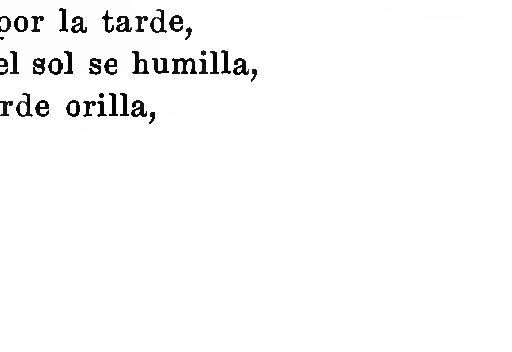 por la tarde,
el sol se humilla,
rde orilla,